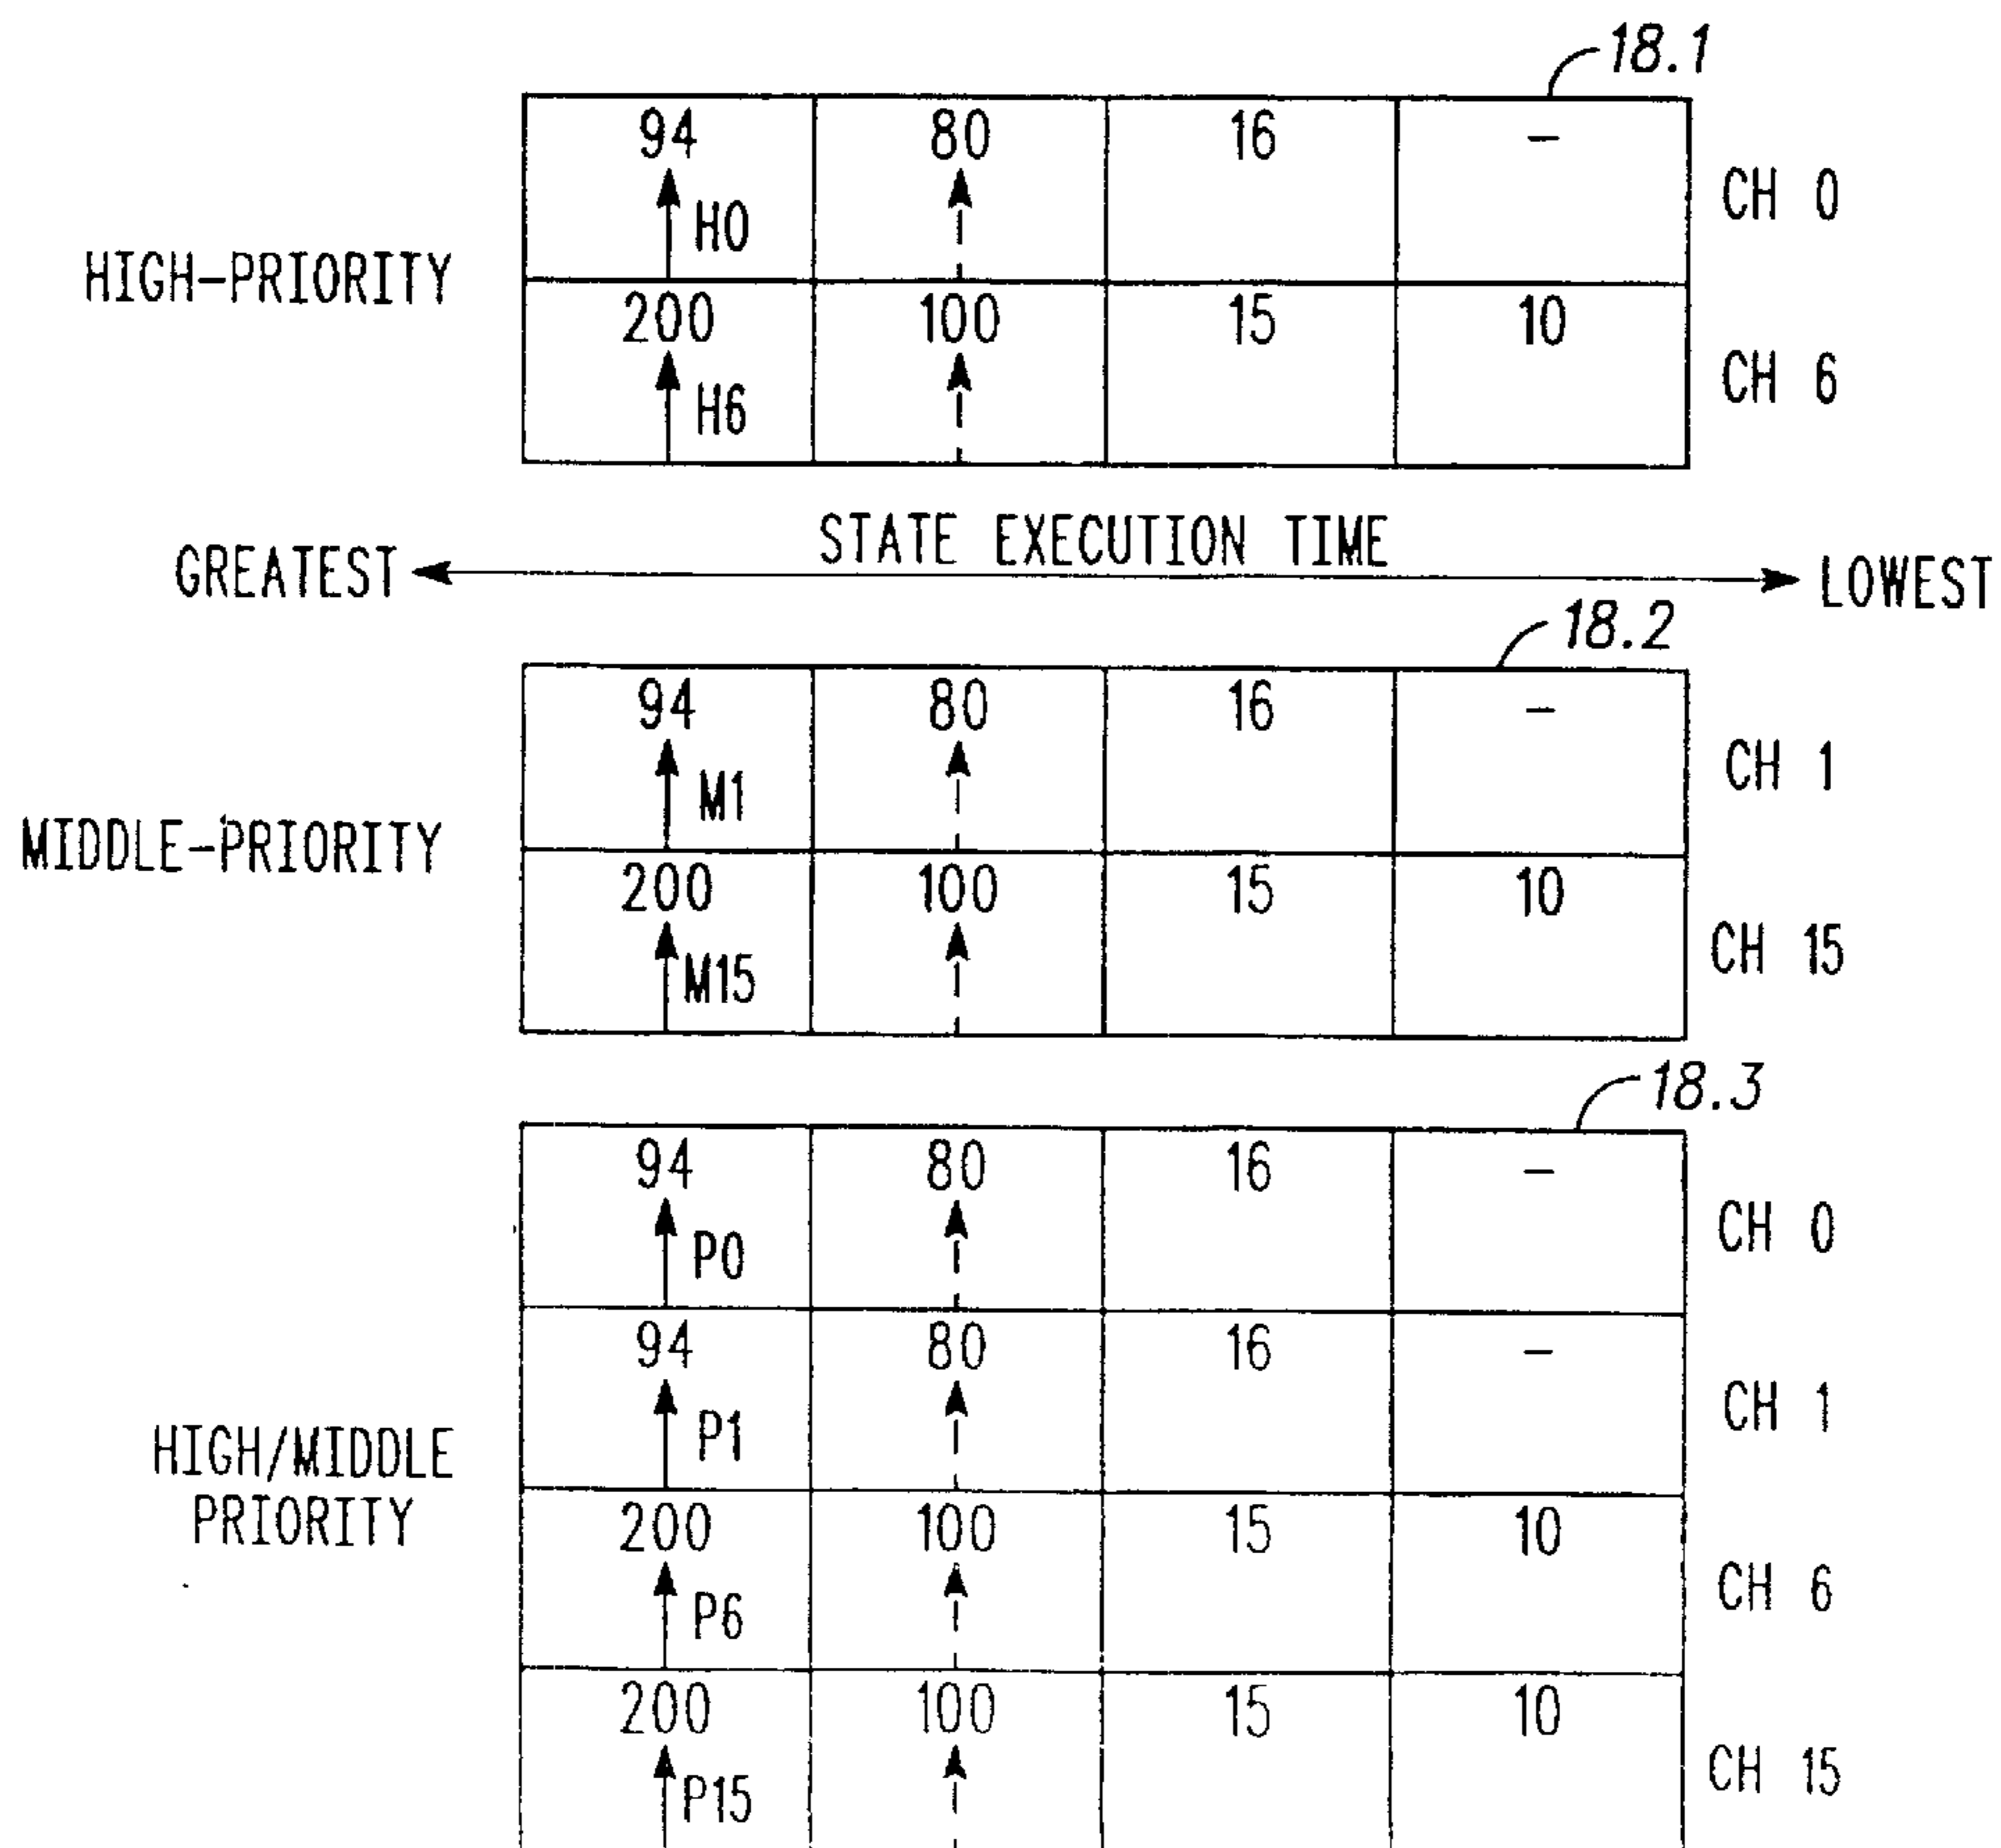 18.1
94 80 16 -
H0
CH 0
HIGH-PRIORITY
200 100 15 10
H6
CH 6
STATE EXECUTION TIME
GREATEST LOWEST
18.2
94 80 16 -
M1
CH 1
MIDDLE-PRIORITY
200 100 15 10
M15
CH 15
18.3
94 80 16 -
P0
CH 0
94 80 16 -
P1
CH 1
HIGH/MIDDLE
PRIORITY
200 100 15 10
P6
CH 6
200 100 15 10
P15
CH 15